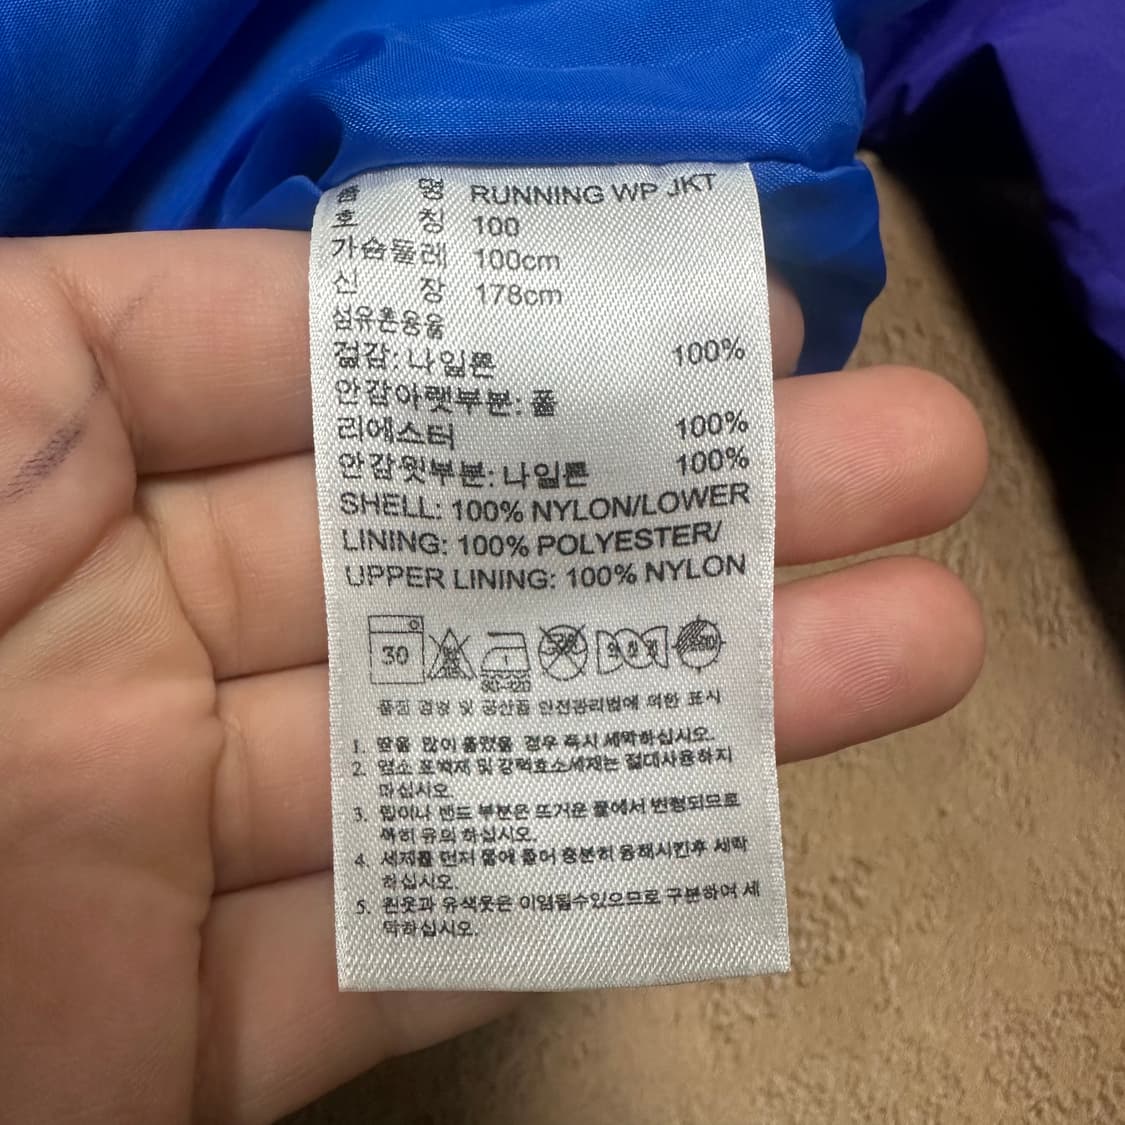 품 명 RUNNING WP JKT
호 칭 100
가슴둘레 100cm
신 장 178cm
섬유혼용율
겉감: 나일론 100%
안감아랫부분: 폴
리에스터 100%
안감윗부분: 나일론 100%
SHELL: 100% NYLON/LOWER
LINING: 100% POLYESTER/
UPPER LINING: 100% NYLON
30
80-120
품질 경영 및 공산품 안전관리법에 의한 표시
1. 땀을 많이 흘렸을 경우 즉시 세탁하십시오.
2. 염소 표백제 및 강력효소세제는 절대사용하지
마십시오.
3. 립이나 밴드 부분은 뜨거운 물에서 변형되므로
특히 유의 하십시오.
4. 세제를 먼저 물에 풀어 충분히 용해시킨후 세탁
하십시오.
5. 흰옷과 유색옷은 이염될수있으므로 구분하여 세
탁하십시오.